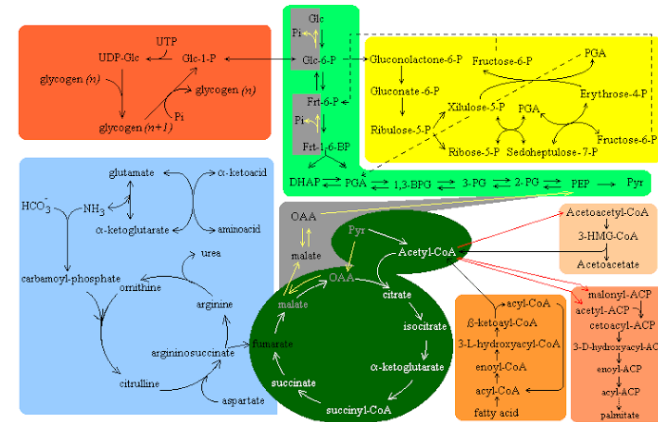 Glc
Pi
Glc-6-P
Frt-6-P
Pi
Frt-1,6-BP
DHAP
PGA
1,3-BPG
3-PG
2-PG
PEP
Pyr
UTP
UDP-Glc
Glc-1-P
glycogen (n)
glycogen (n)
Pi
glycogen (n+1)
Gluconolactone-6-P
Fructose-6-P
PGA
Gluconate-6-P
Xilulose-5-P
PGA
Erythrose-4-P
Ribulose-5-P
Ribose-5-P
Sedoheptulose-7-P
Fructose-6-P
glutamate
α-ketoacid
HCO3-
NH3
α-ketoglutarate
aminoacid
urea
carbamoyl-phosphate
ornithine
arginine
argininosuccinate
citrulline
aspartate
OAA
malate
Pyr
Acetyl-CoA
OAA
malate
citrate
isocitrate
fumarate
α-ketoglutarate
succinate
succinyl-CoA
Acetoacetyl-CoA
3-HMG-CoA
Acetoacetate
acyl-CoA
ß-ketoayl-CoA
3-L-hydroxyacyl-CoA
enoyl-CoA
acyl-CoA
fatty acid
malonyl-ACP
acetyl-ACP
cetoacyl-ACP
3-D-hydroxyacyl-AC
enoyl-ACP
acyl-ACP
palmitate